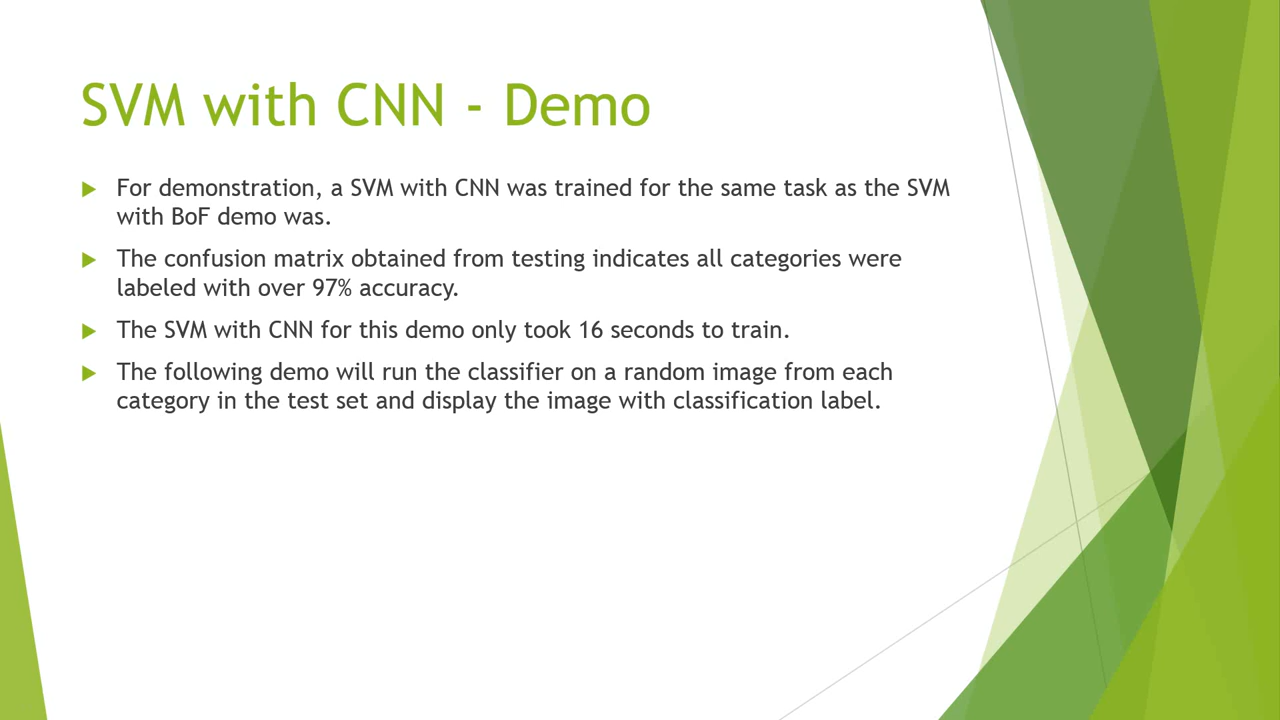 SVM with CNN - Demo
For demonstration, a SVM with CNN was trained for the same task as the SVM
with BoF demo was.
The confusion matrix obtained from testing indicates all categories were
labeled with over 97% accuracy.
The SVM with CNN for this demo only took 16 seconds to train.
The following demo will run the classifier on a random image from each
category in the test set and display the image with classification label.